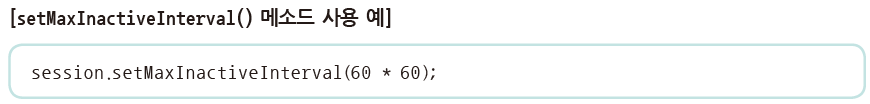 [setMaxInactiveInterval() 메소드 사용 예]
session.setMaxInactiveInterval(60 * 60);